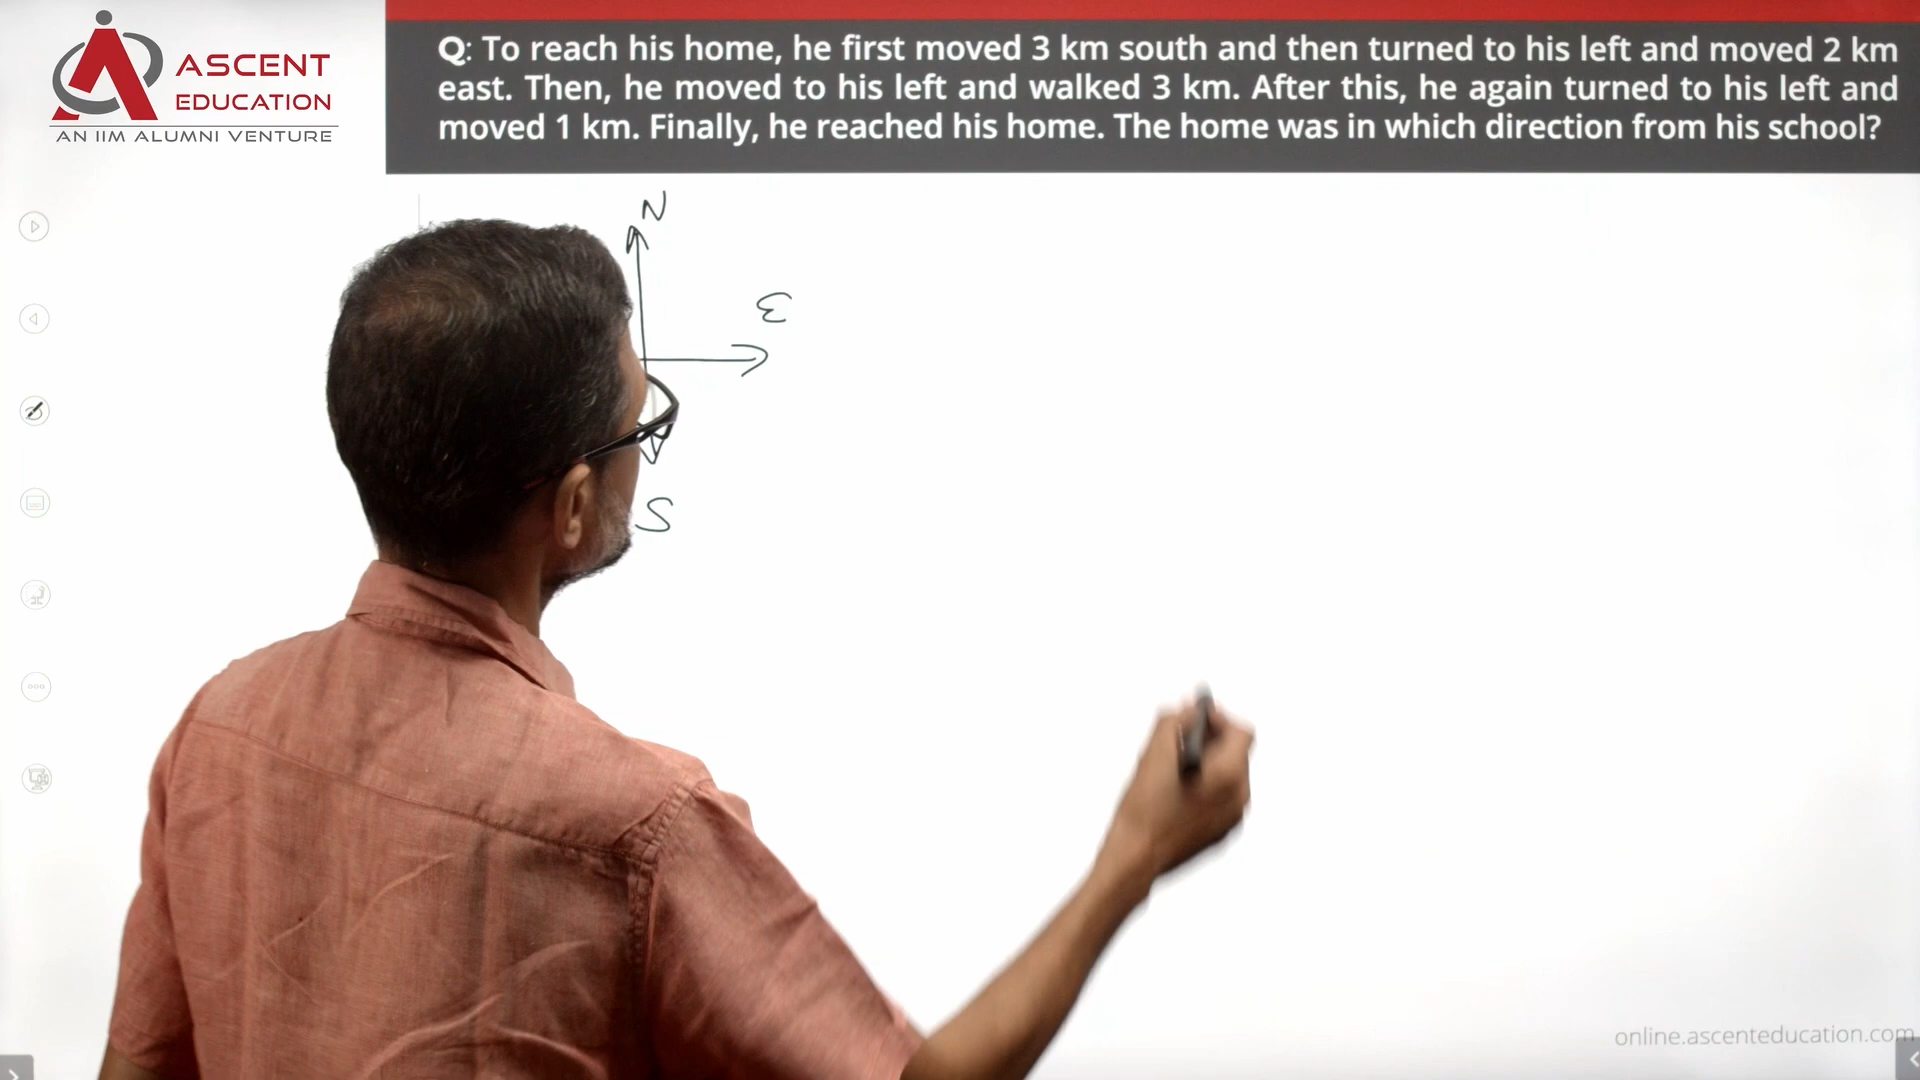 ASCENT
EDUCATION
AN IIM ALUMNI VENTURE
Q: To reach his home, he first moved 3 km south and then turned to his left and moved 2 km
east. Then, he moved to his left and walked 3 km. After this, he again turned to his left and
moved 1 km. Finally, he reached his home. The home was in which direction from his school?
N
E
S
online.ascenteducation.com